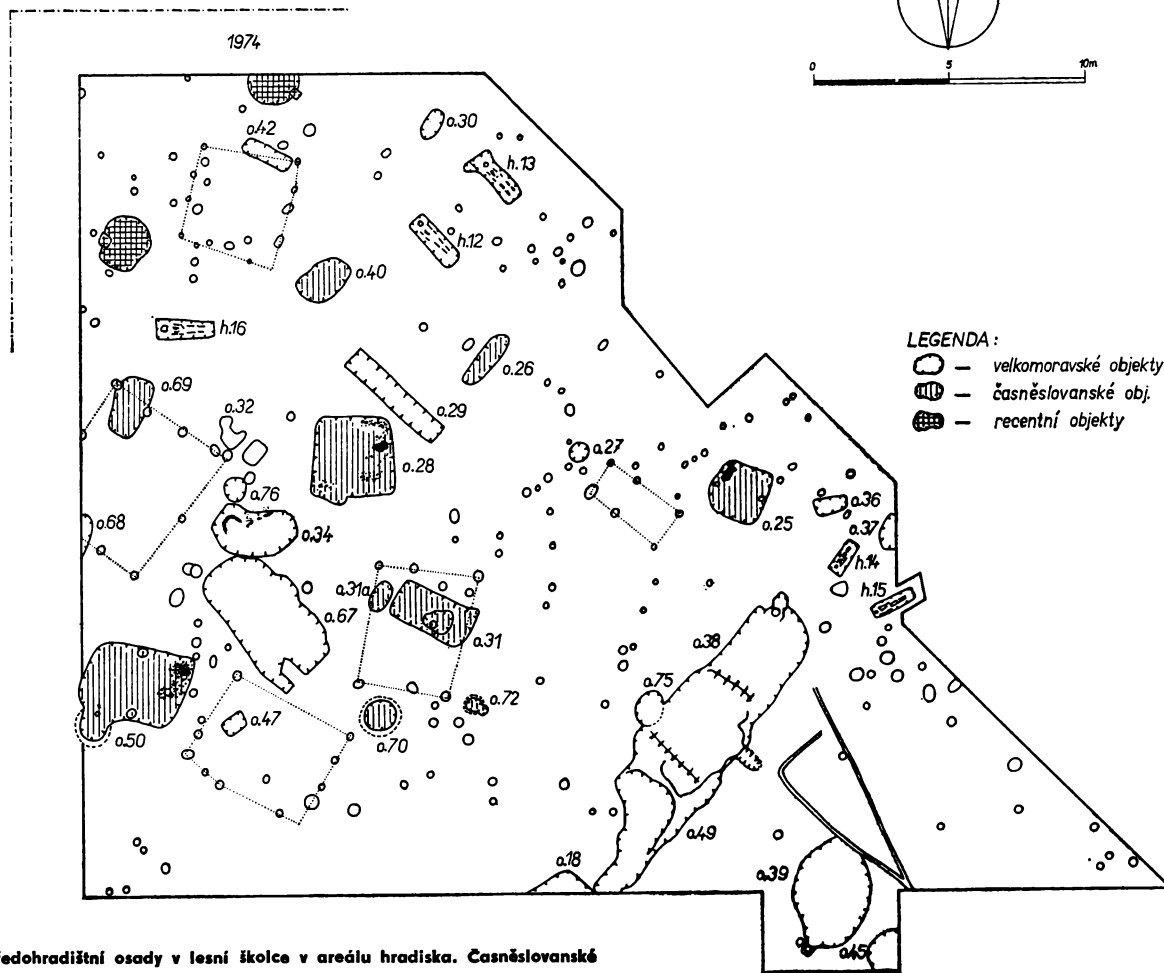 1974
0 5 10m
o.42
o.30
h.13
h.12
o.40
h.16
o.26
LEGENDA:
– velkomoravské objekty
– časněslovanské obj.
– recentní objekty
o.69
o.32
o.29
o.28
o.27
o.76
o.25
o.36
o.37
o.68
o.34
h.14
h.15
o.31a
o.67
o.31
o.38
o.75
o.72
o.47
o.70
o.50
o.49
o.18
o.39
o.45
ředohradištní osady v lesní školce v areálu hradiska. Časněslovanské